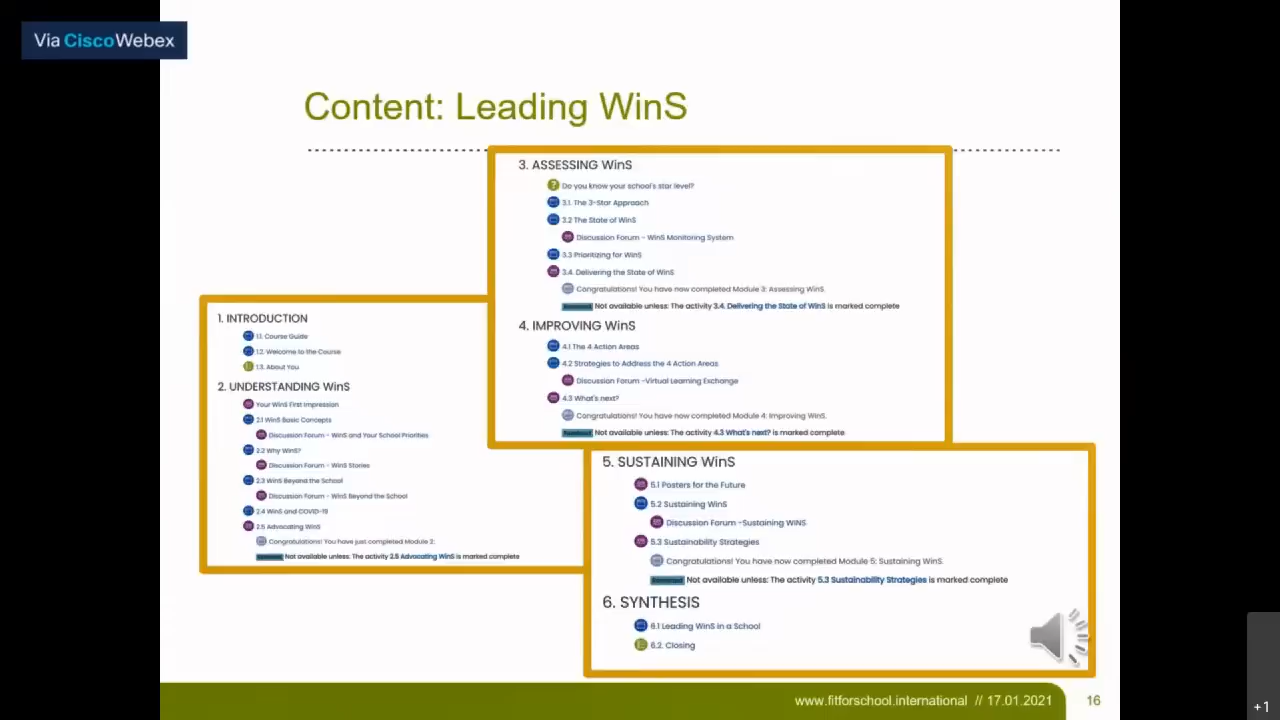 Via CiscoWebex
Content: Leading WinS
1. INTRODUCTION
1.1. Course Guide
1.2. Welcome to the Course
1.3. About You
2. UNDERSTANDING WinS
Your WinS First Impression
2.1 WinS Basic Concepts
Discussion Forum - WinS and Your School Priorities
2.2 Why WinS?
Discussion Forum - WinS Stories
2.3 WinS Beyond the School
Discussion Forum - WinS Beyond the School
2.4 WinS and COVID-19
2.5 Advocating WinS
Congratulations! You have just completed Module 2:
Not available unless: The activity 2.5 Advocating WinS is marked complete
3. ASSESSING WinS
Do you know your school's star level?
3.1. The 3-Star Approach
3.2 The State of WinS
Discussion Forum - WinS Monitoring System
3.3 Prioritizing for WinS
3.4. Delivering the State of WinS
Congratulations! You have now completed Module 3: Assessing WinS.
Not available unless: The activity 3.4. Delivering the State of WinS is marked complete
4. IMPROVING WinS
4.1 The 4 Action Areas
4.2 Strategies to Address the 4 Action Areas
Discussion Forum -Virtual Learning Exchange
4.3 What's next?
Congratulations! You have now completed Module 4: Improving WinS.
Not available unless: The activity 4.3 What's next? is marked complete
5. SUSTAINING WinS
5.1 Posters for the Future
5.2 Sustaining WinS
Discussion Forum -Sustaining WINS
5.3 Sustainability Strategies
Congratulations! You have now completed Module 5: Sustaining WinS.
Not available unless: The activity 5.3 Sustainability Strategies is marked complete
6. SYNTHESIS
6.1 Leading WinS in a School
6.2. Closing
www.fitforschool.international // 17.01.2021
16
+1